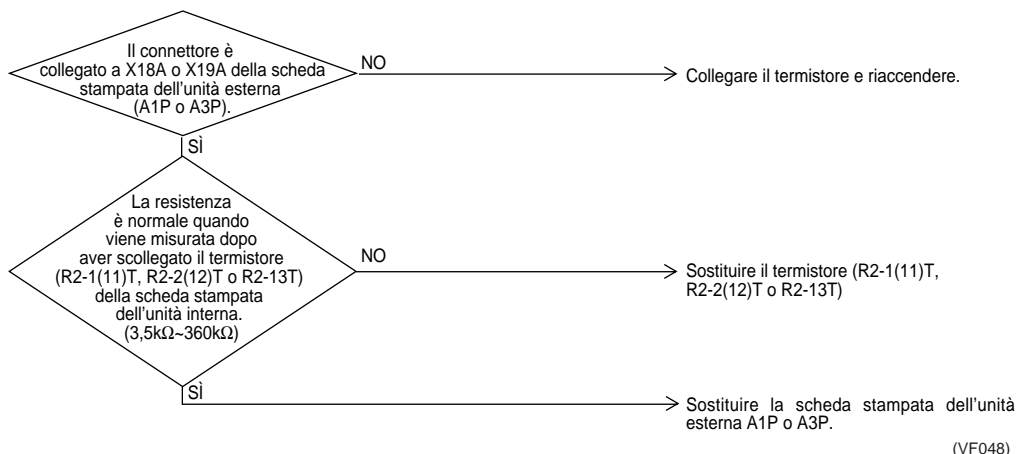 Il connettore è
collegato a X18A o X19A della scheda
stampata dell'unità esterna
(A1P o A3P).
NO
Collegare il termistore e riaccendere.
SÌ
La resistenza
è normale quando
viene misurata dopo
aver scollegato il termistore
(R2-1(11)T, R2-2(12)T o R2-13T)
della scheda stampata
dell'unità interna.
(3,5kΩ~360kΩ)
NO
Sostituire il termistore (R2-1(11)T,
R2-2(12)T o R2-13T)
SÌ
Sostituire la scheda stampata dell'unità
esterna A1P o A3P.
(VF048)